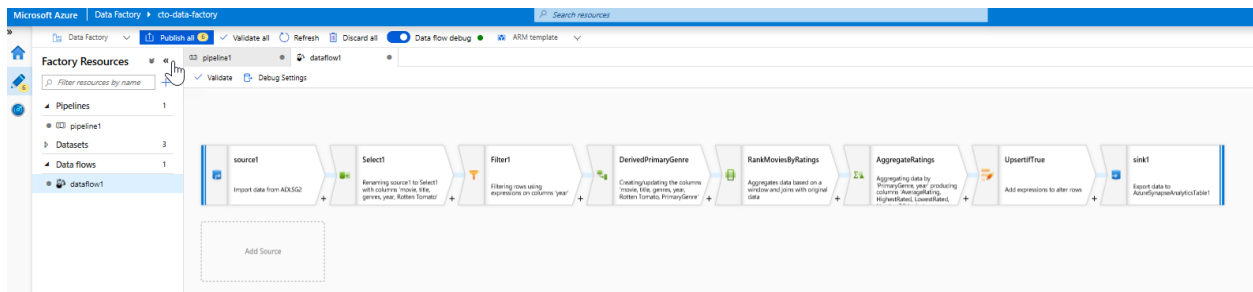 Microsoft Azure | Data Factory ▸ cto-data-factory
Search resources
» Data Factory Publish all 6 Validate all Refresh Discard all Data flow debug ARM template
Factory Resources «
Filter resources by name +
Pipelines 1
pipeline1
Datasets 3
Data flows 1
dataflow1
pipeline1 dataflow1
Validate Debug Settings
source1
Import data from ADLSG2
+
Select1
Renaming source1 to Select1
with columns 'movie, title,
genres, year, Rotten Tomato'
+
Filter1
Filtering rows using
expressions on columns 'year'
+
DerivedPrimaryGenre
Creating/updating the columns
'movie, title, genres, year,
Rotten Tomato, PrimaryGenre'
+
RankMoviesByRatings
Aggregates data based on a
window and joins with original
data
+
AggregateRatings
Aggregating data by
'PrimaryGenre, year' producing
columns 'AverageRating,
HighestRated, LowestRated,
+
UpsertIfTrue
Add expressions to alter rows
+
sink1
Export data to
AzureSynapseAnalyticsTable1
Add Source